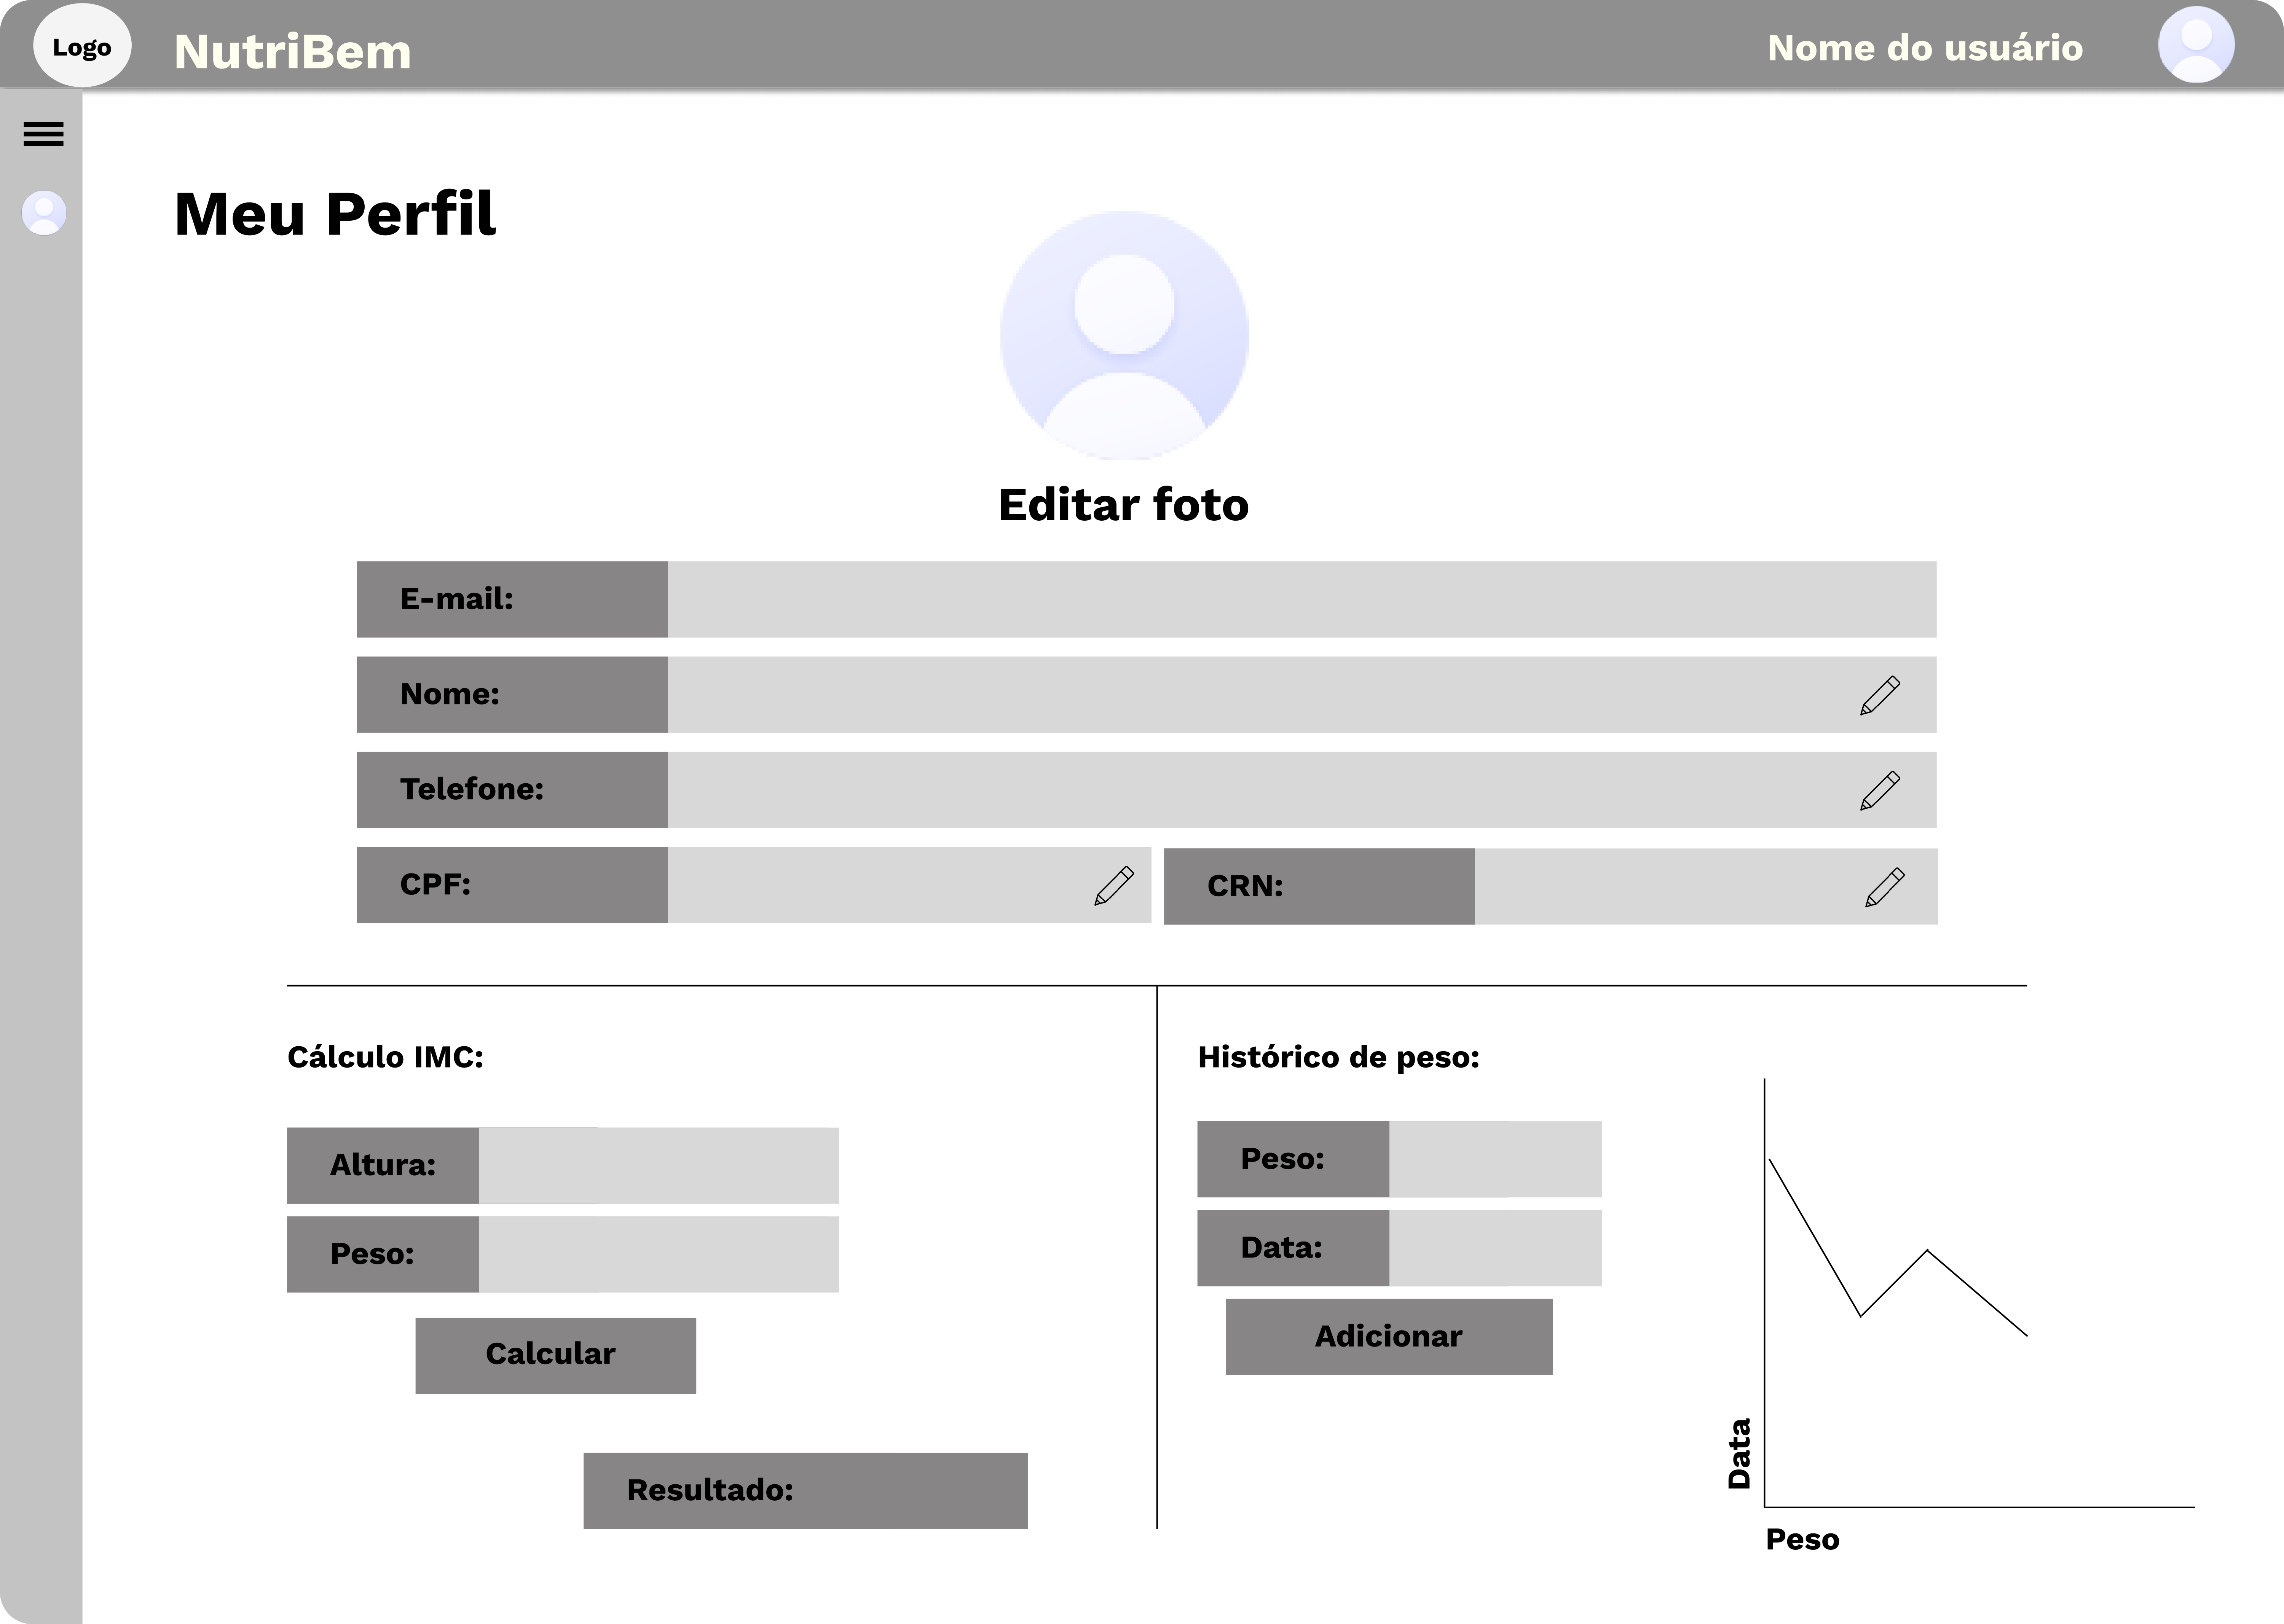 Logo
NutriBem
Nome do usuário
Meu Perfil
Editar foto
E-mail:
Nome:
Telefone:
CPF:
CRN:
Cálculo IMC:
Altura:
Peso:
Calcular
Resultado:
Histórico de peso:
Peso:
Data:
Adicionar
Data
Peso